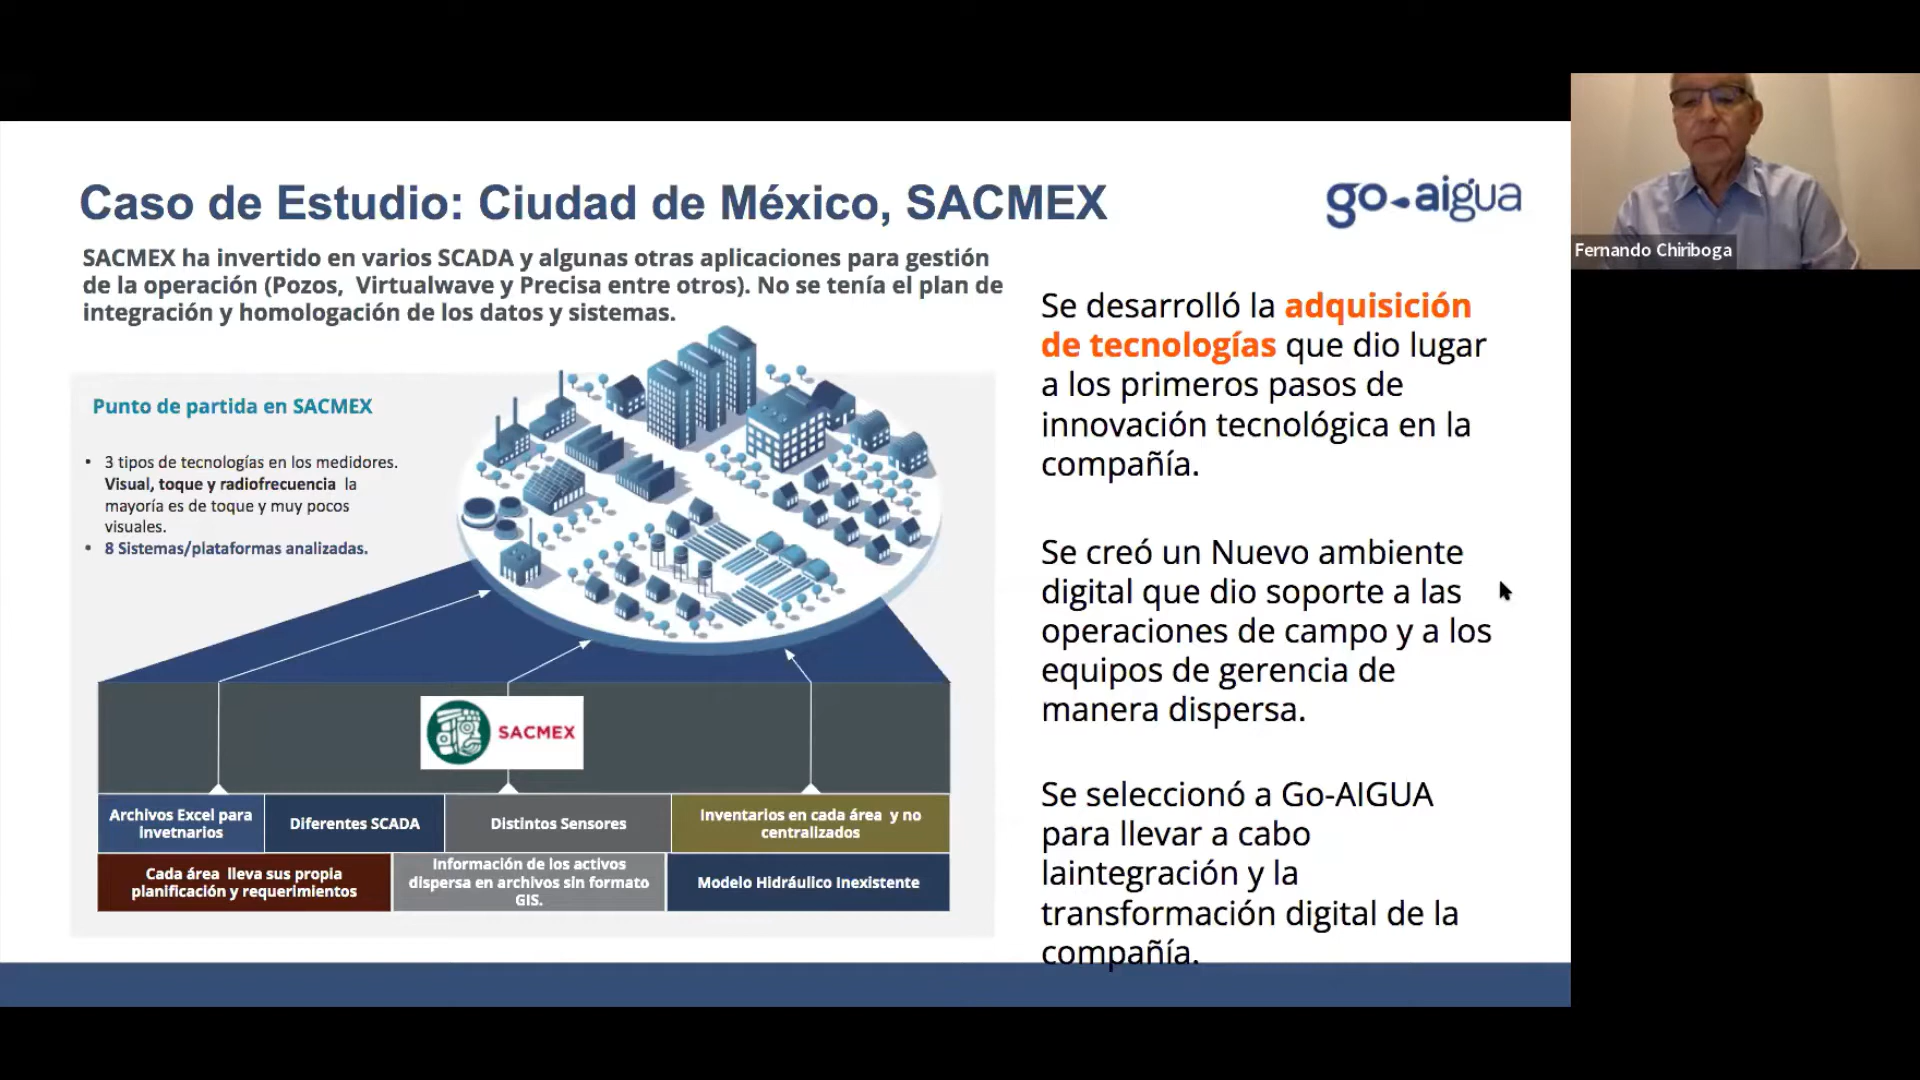 Caso de Estudio: Ciudad de México, SACMEX
go-aigua
SACMEX ha invertido en varios SCADA y algunas otras aplicaciones para gestión
de la operación (Pozos, Virtualwave y Precisa entre otros). No se tenía el plan de
integración y homologación de los datos y sistemas.
Punto de partida en SACMEX
• 3 tipos de tecnologías en los medidores.
Visual, toque y radiofrecuencia la
mayoría es de toque y muy pocos
visuales.
• 8 Sistemas/plataformas analizadas.
SACMEX
Archivos Excel para
invetnarios
Diferentes SCADA
Distintos Sensores
Inventarios en cada área y no
centralizados
Cada área lleva sus propia
planificación y requerimientos
Información de los activos
dispersa en archivos sin formato
GIS.
Modelo Hidráulico Inexistente
Se desarrolló la adquisición
de tecnologías que dio lugar
a los primeros pasos de
innovación tecnológica en la
compañía.
Se creó un Nuevo ambiente
digital que dio soporte a las
operaciones de campo y a los
equipos de gerencia de
manera dispersa.
Se seleccionó a Go-AIGUA
para llevar a cabo
laintegración y la
transformación digital de la
compañía.
Fernando Chiriboga